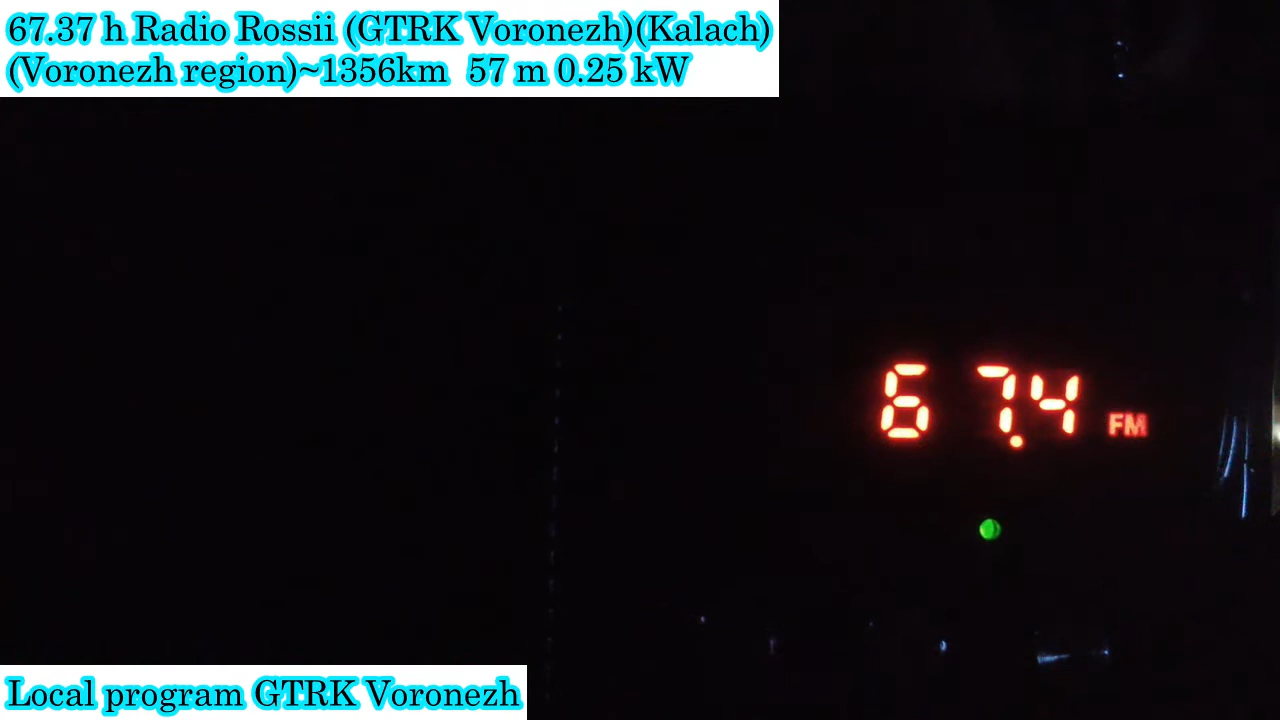 67.37 h Radio Rossii (GTRK Voronezh)(Kalach)
(Voronezh region)~1356km 57 m 0.25 kW
67.4 FM
Local program GTRK Voronezh